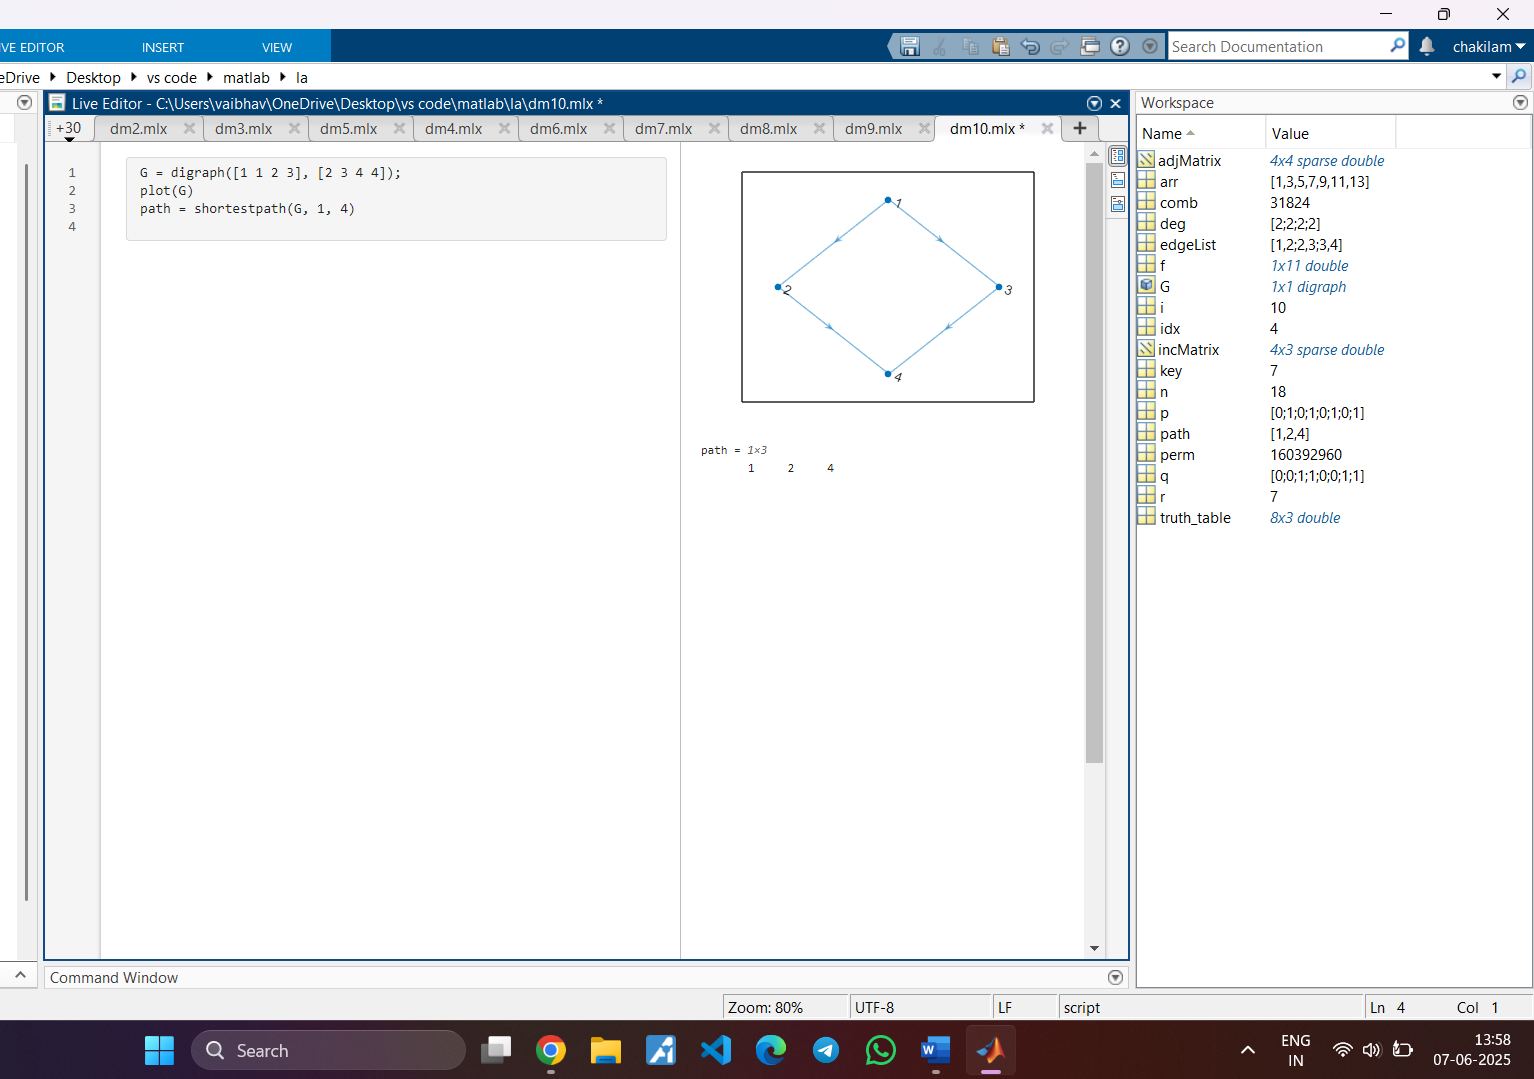 IVE EDITOR INSERT VIEW
Search Documentation chakilam
eDrive Desktop vs code matlab la
Live Editor - C:\Users\vaibhav\OneDrive\Desktop\vs code\matlab\la\dm10.mlx *
+30 dm2.mlx dm3.mlx dm5.mlx dm4.mlx dm6.mlx dm7.mlx dm8.mlx dm9.mlx dm10.mlx * +
1 G = digraph([1 1 2 3], [2 3 4 4]);
2 plot(G)
3 path = shortestpath(G, 1, 4)
4
1
2
3
4
path = 1×3
1 2 4
Workspace
Name Value
adjMatrix 4x4 sparse double
arr [1,3,5,7,9,11,13]
comb 31824
deg [2;2;2;2]
edgeList [1,2;2,3;3,4]
f 1x11 double
G 1x1 digraph
i 10
idx 4
incMatrix 4x3 sparse double
key 7
n 18
p [0;1;0;1;0;1;0;1]
path [1,2,4]
perm 160392960
q [0;0;1;1;0;0;1;1]
r 7
truth_table 8x3 double
Command Window
Zoom: 80% UTF-8 LF script Ln 4 Col 1
Search
ENG
IN
13:58
07-06-2025